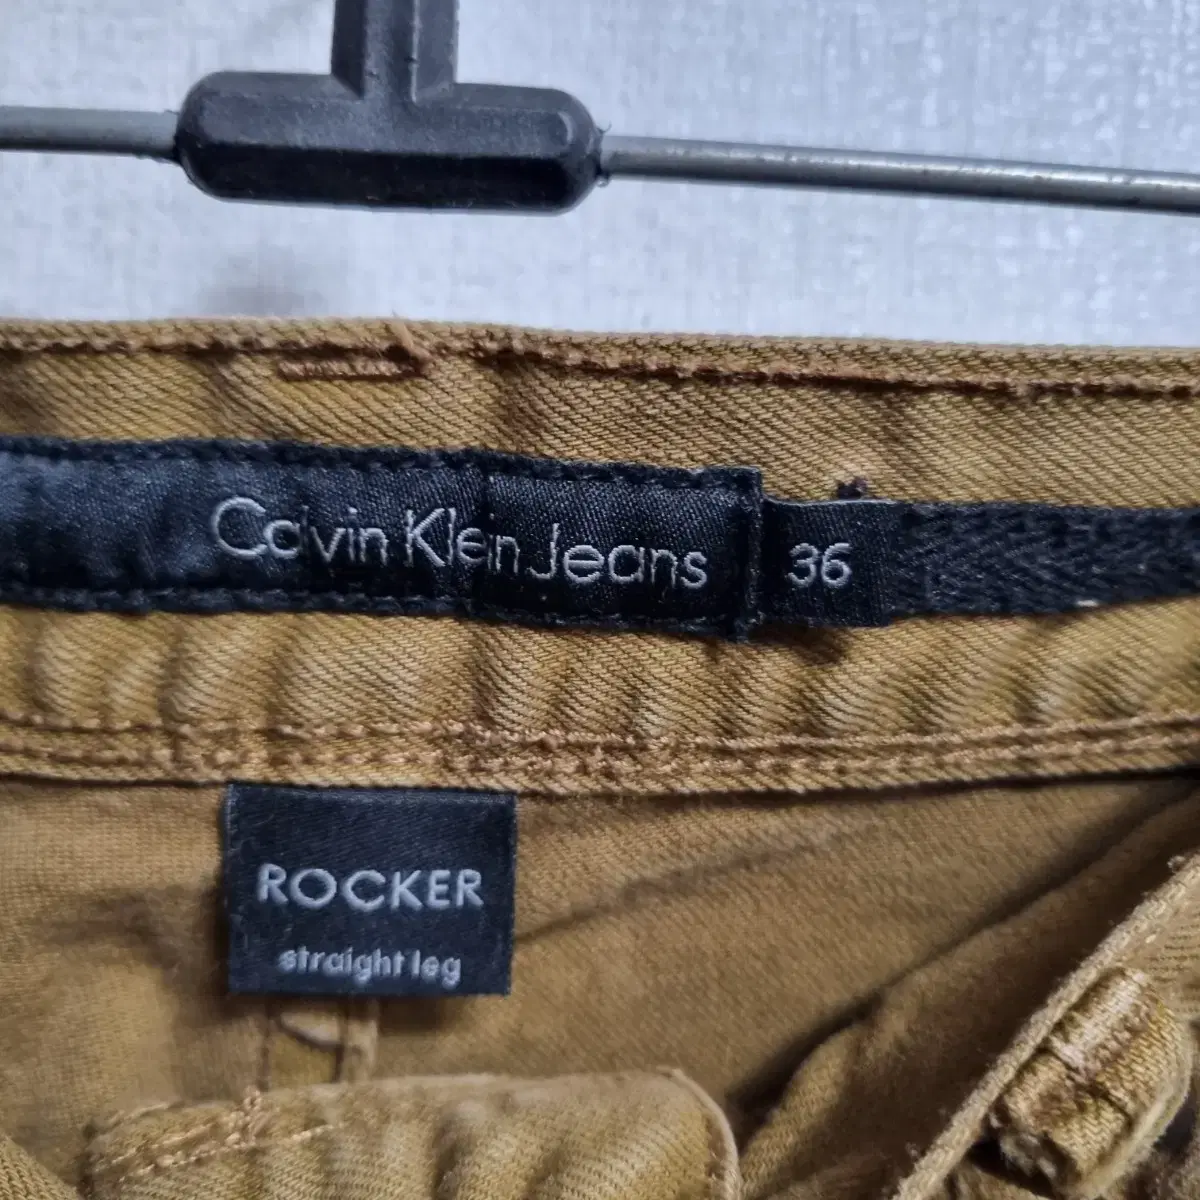 Calvin Klein Jeans 36
ROCKER
straight leg